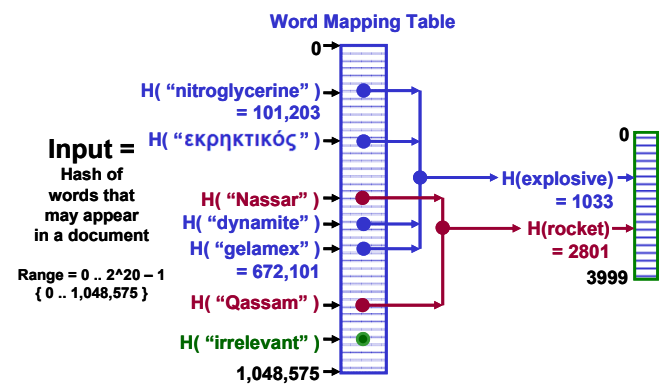 Word Mapping Table
0
H( “nitroglycerine” )
= 101,203
H( “εκρηκτικός ” )
Input =
Hash of
words that
may appear
in a document
Range = 0 .. 2^20 – 1
{ 0 .. 1,048,575 }
H( “Nassar” )
H( “dynamite” )
H( “gelamex” )
= 672,101
H( “Qassam” )
H( “irrelevant” )
1,048,575
0
H(explosive)
= 1033
H(rocket)
= 2801
3999